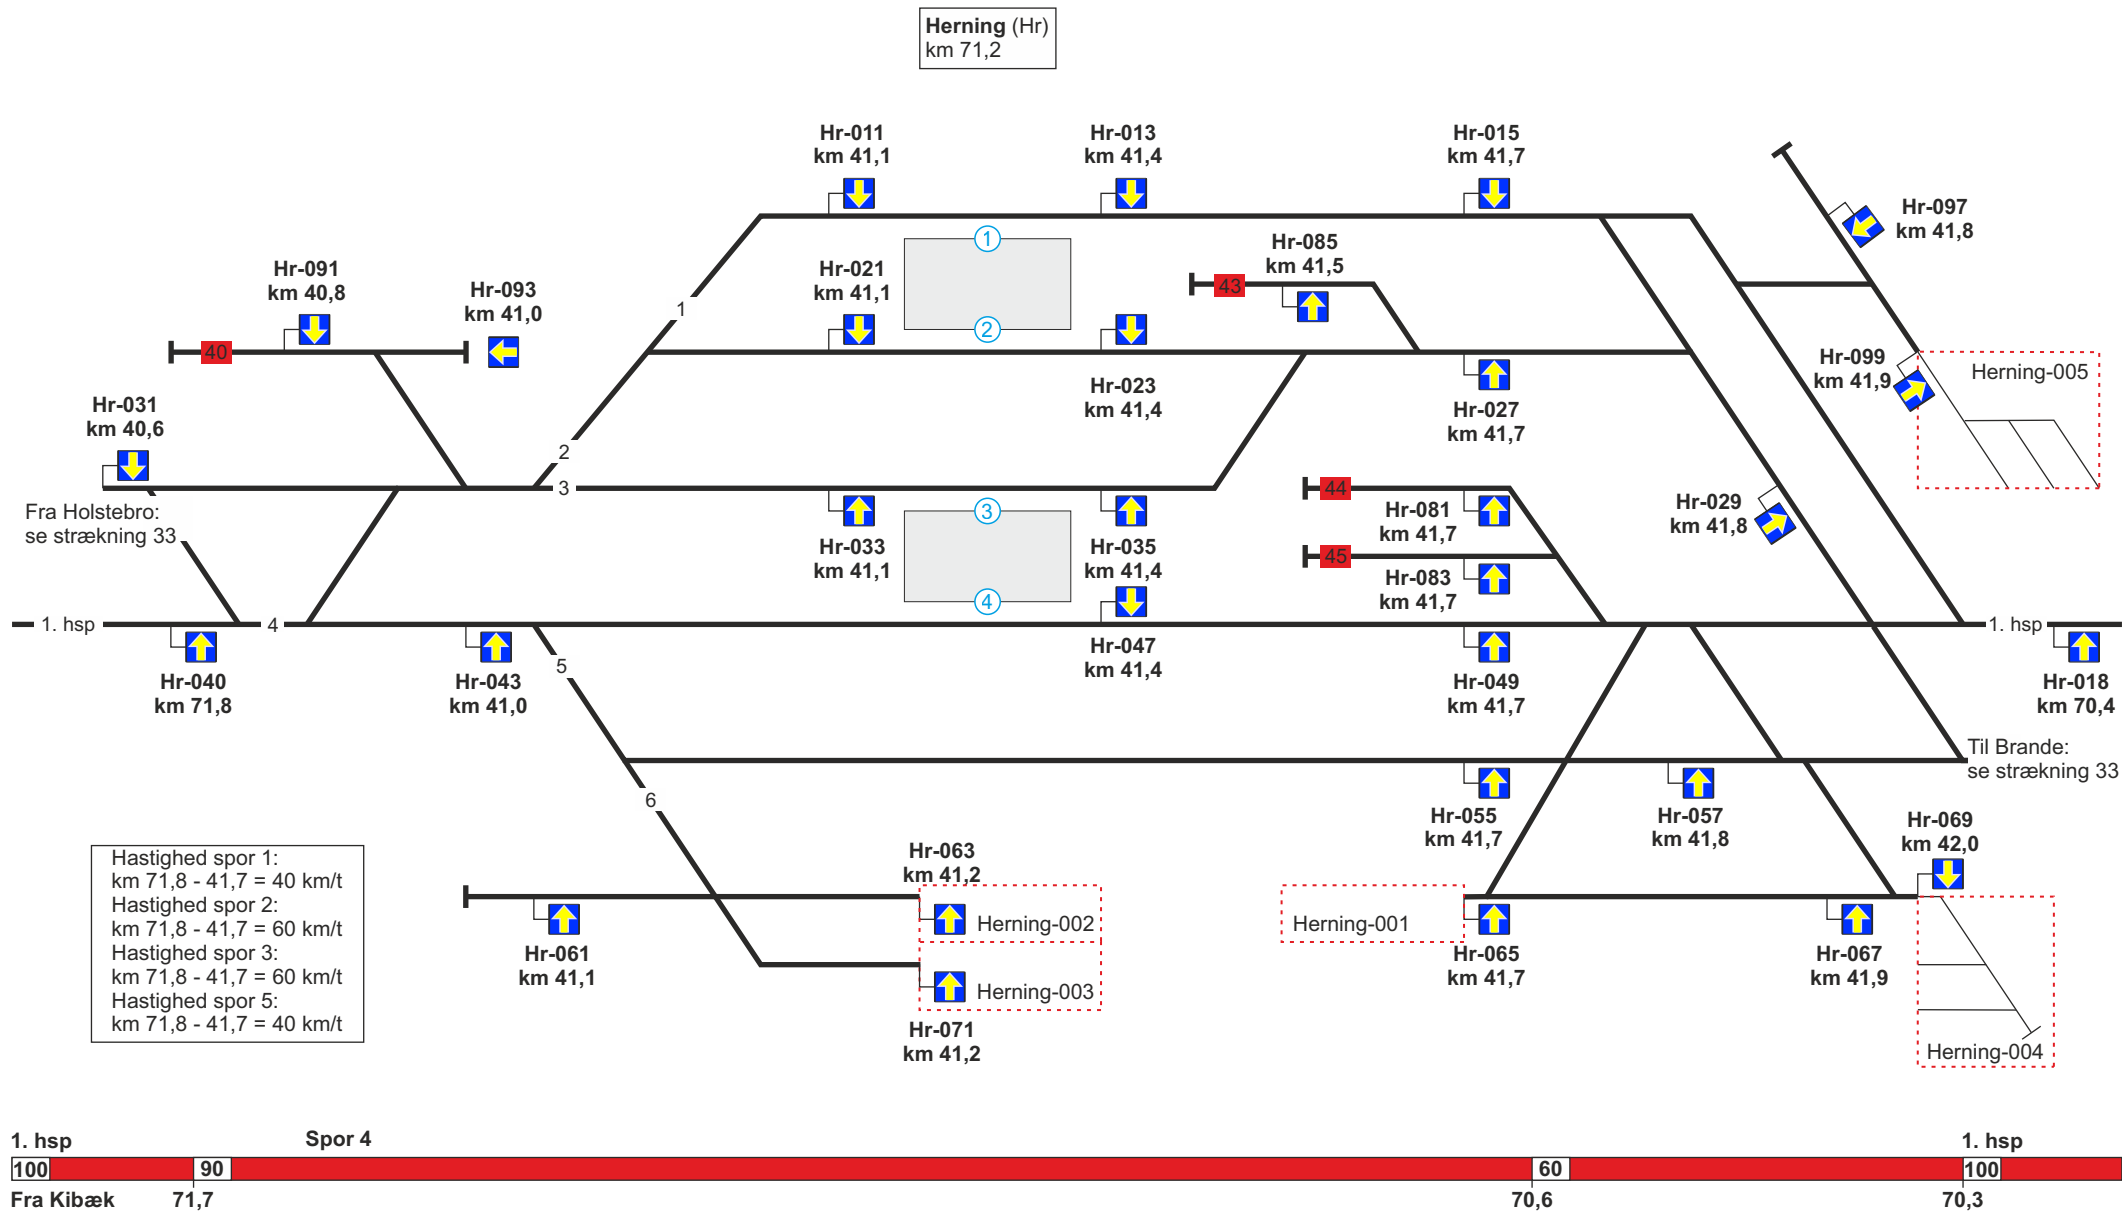 Herning (Hr)
km 71,2
Hr-011
km 41,1
Hr-013
km 41,4
Hr-015
km 41,7
Hr-097
km 41,8
1
Hr-085
km 41,5
43
Hr-091
km 40,8
Hr-093
km 41,0
Hr-021
km 41,1
1
2
40
Hr-023
km 41,4
Hr-027
km 41,7
Hr-099
km 41,9
Herning-005
Hr-031
km 40,6
2
3
Fra Holstebro:
se strækning 33
Hr-033
km 41,1
3
Hr-035
km 41,4
4
44
Hr-081
km 41,7
45
Hr-083
km 41,7
Hr-029
km 41,8
1. hsp
4
1. hsp
Hr-040
km 71,8
Hr-043
km 41,0
5
Hr-047
km 41,4
Hr-049
km 41,7
Hr-018
km 70,4
Til Brande:
se strækning 33
6
Hr-055
km 41,7
Hr-057
km 41,8
Hr-069
km 42,0
Hastighed spor 1:
km 71,8 - 41,7 = 40 km/t
Hastighed spor 2:
km 71,8 - 41,7 = 60 km/t
Hastighed spor 3:
km 71,8 - 41,7 = 60 km/t
Hastighed spor 5:
km 71,8 - 41,7 = 40 km/t
Hr-063
km 41,2
Herning-002
Hr-061
km 41,1
Herning-003
Hr-071
km 41,2
Herning-001
Hr-065
km 41,7
Hr-067
km 41,9
Herning-004
1. hsp
Spor 4
1. hsp
100
90
60
100
Fra Kibæk
71,7
70,6
70,3